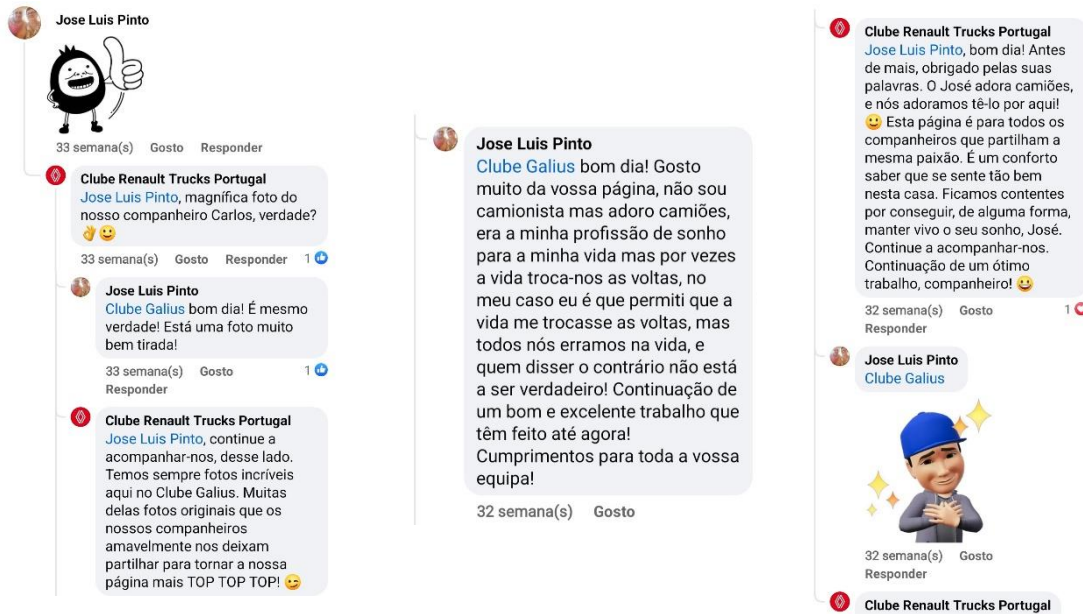 Jose Luis Pinto
33 semana(s) Gosto Responder
Clube Renault Trucks Portugal
Jose Luis Pinto, magnífica foto do
nosso companheiro Carlos, verdade?
👌🙂
33 semana(s) Gosto Responder 1
Jose Luis Pinto
Clube Galius bom dia! É mesmo
verdade! Está uma foto muito
bem tirada!
33 semana(s) Gosto 1
Responder
Clube Renault Trucks Portugal
Jose Luis Pinto, continue a
acompanhar-nos, desse lado.
Temos sempre fotos incríveis
aqui no Clube Galius. Muitas
delas fotos originais que os
nossos companheiros
amavelmente nos deixam
partilhar para tornar a nossa
página mais TOP TOP TOP! 😉
Jose Luis Pinto
Clube Galius bom dia! Gosto
muito da vossa página, não sou
camionista mas adoro camiões,
era a minha profissão de sonho
para a minha vida mas por vezes
a vida troca-nos as voltas, no
meu caso eu é que permiti que a
vida me trocasse as voltas, mas
todos nós erramos na vida, e
quem disser o contrário não está
a ser verdadeiro! Continuação de
um bom e excelente trabalho que
têm feito até agora!
Cumprimentos para toda a vossa
equipa!
32 semana(s) Gosto
Clube Renault Trucks Portugal
Jose Luis Pinto, bom dia! Antes
de mais, obrigado pelas suas
palavras. O José adora camiões,
e nós adoramos tê-lo por aqui!
😀 Esta página é para todos os
companheiros que partilham a
mesma paixão. É um conforto
saber que se sente tão bem
nesta casa. Ficamos contentes
por conseguir, de alguma forma,
manter vivo o seu sonho, José.
Continue a acompanhar-nos.
Continuação de um ótimo
trabalho, companheiro! 😀
32 semana(s) Gosto 1
Responder
Jose Luis Pinto
Clube Galius
32 semana(s) Gosto
Responder
Clube Renault Trucks Portugal